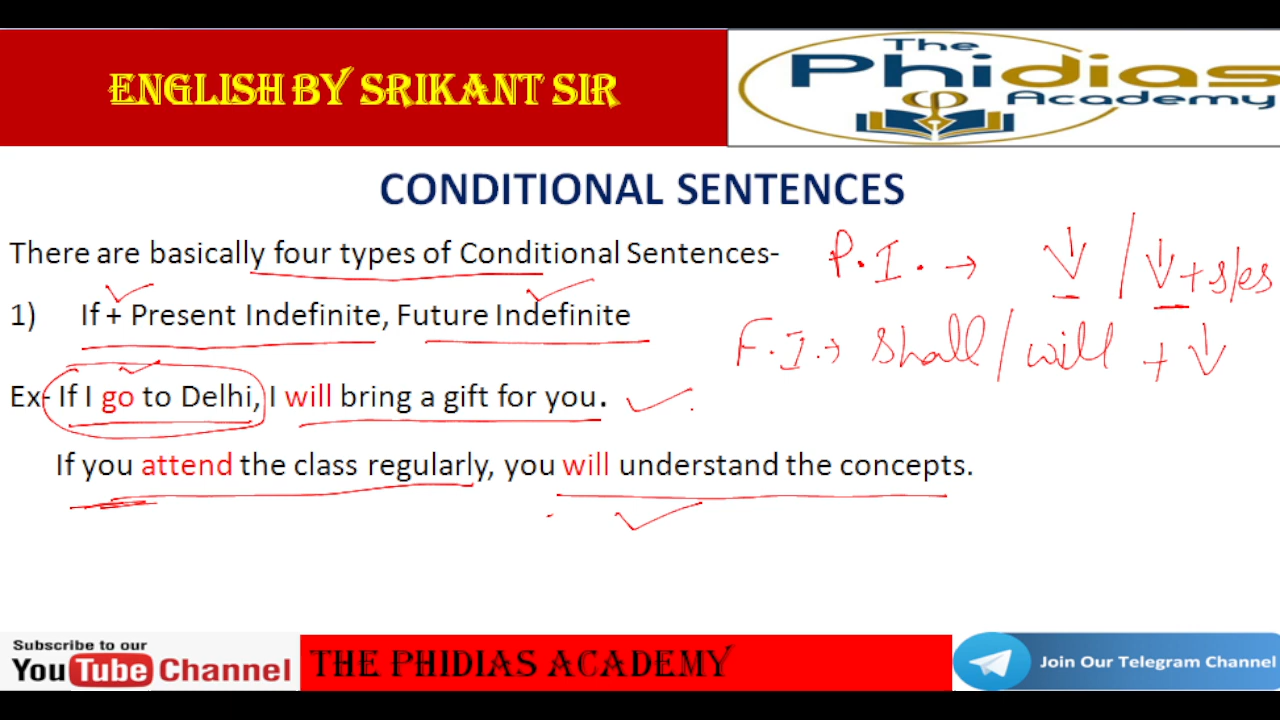 ENGLISH BY SRIKANT SIR
The
Phidias
Academy
CONDITIONAL SENTENCES
There are basically four types of Conditional Sentences-
P.I. → V / V+s/es
1) If + Present Indefinite, Future Indefinite
F.I. → Shall / will + V
Ex- If I go to Delhi, I will bring a gift for you.
If you attend the class regularly, you will understand the concepts.
Subscribe to our
YouTube Channel
THE PHIDIAS ACADEMY
Join Our Telegram Channel